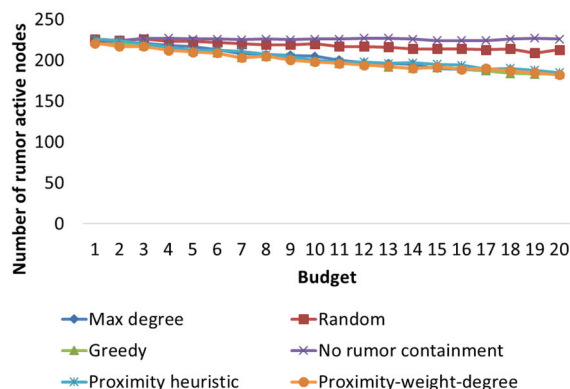 Number of rumor active nodes
250
200
150
100
50
0
1 2 3 4 5 6 7 8 9 10 11 12 13 14 15 16 17 18 19 20
Budget
Max degree Random
Greedy No rumor containment
Proximity heuristic Proximity-weight-degree